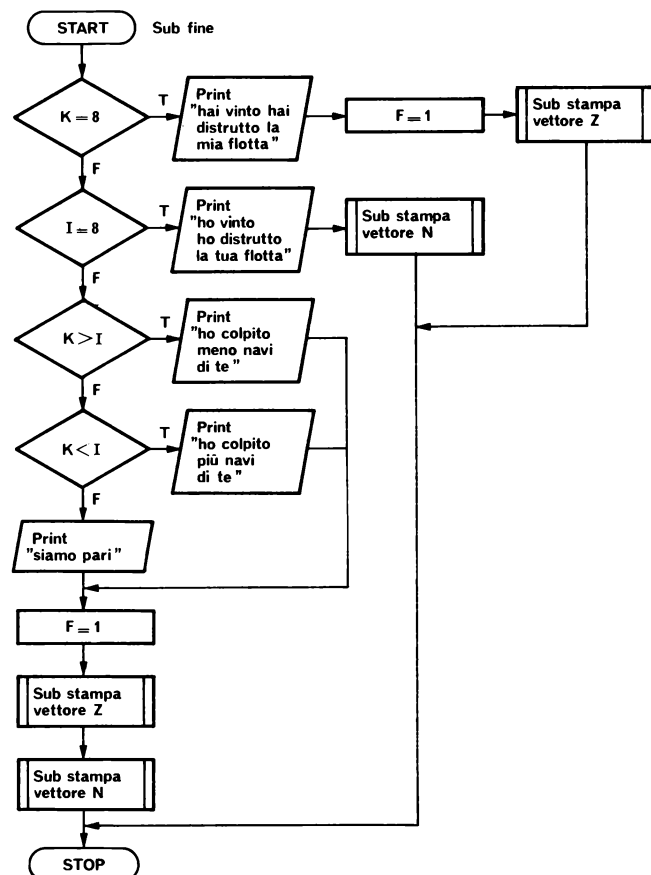 START
Sub fine
K = 8
T
Print
"hai vinto hai
distrutto la
mia flotta"
F = 1
Sub stampa
vettore Z
F
I = 8
T
Print
"ho vinto
ho distrutto
la tua flotta"
Sub stampa
vettore N
F
K > I
T
Print
"ho colpito
meno navi
di te"
F
K < I
T
Print
"ho colpito
più navi
di te"
F
Print
"siamo pari"
F = 1
Sub stampa
vettore Z
Sub stampa
vettore N
STOP